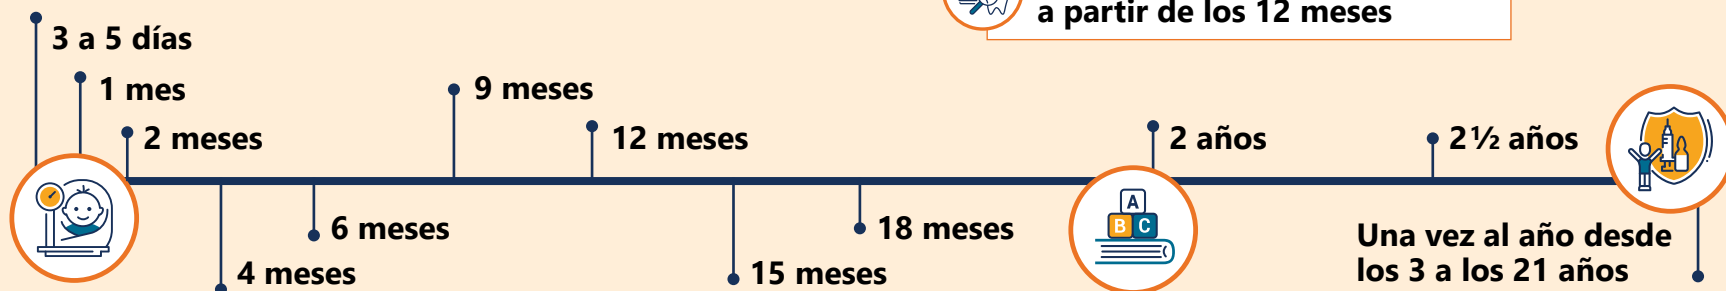 a partir de los 12 meses
3 a 5 días
1 mes
2 meses
9 meses
12 meses
2 años
2½ años
4 meses
6 meses
15 meses
18 meses
A
B C
Una vez al año desde
los 3 a los 21 años